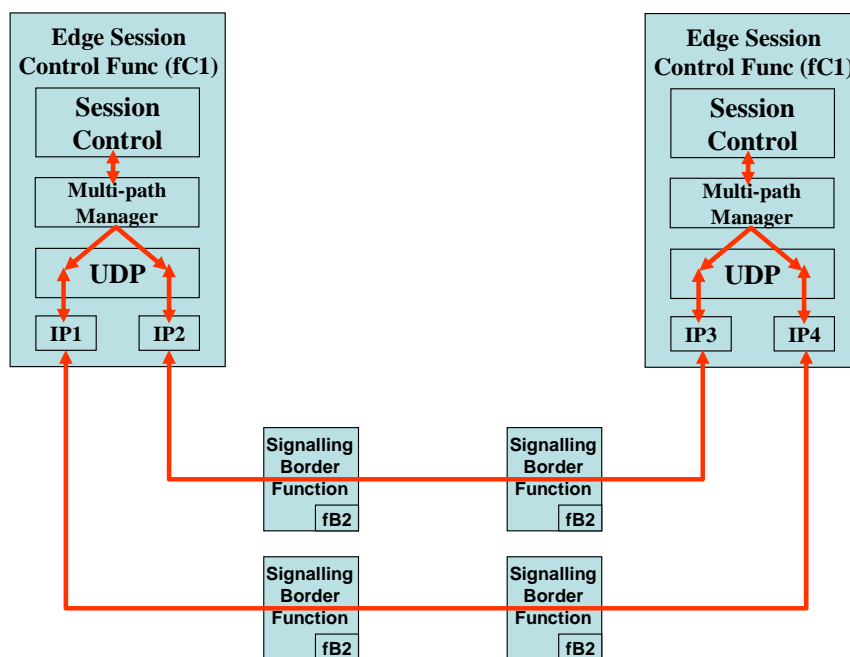 Edge Session
Control Func (fC1)
Session
Control
Multi-path
Manager
UDP
IP1
IP2
Edge Session
Control Func (fC1)
Session
Control
Multi-path
Manager
UDP
IP3
IP4
Signalling
Border
Function
fB2
Signalling
Border
Function
fB2
Signalling
Border
Function
fB2
Signalling
Border
Function
fB2